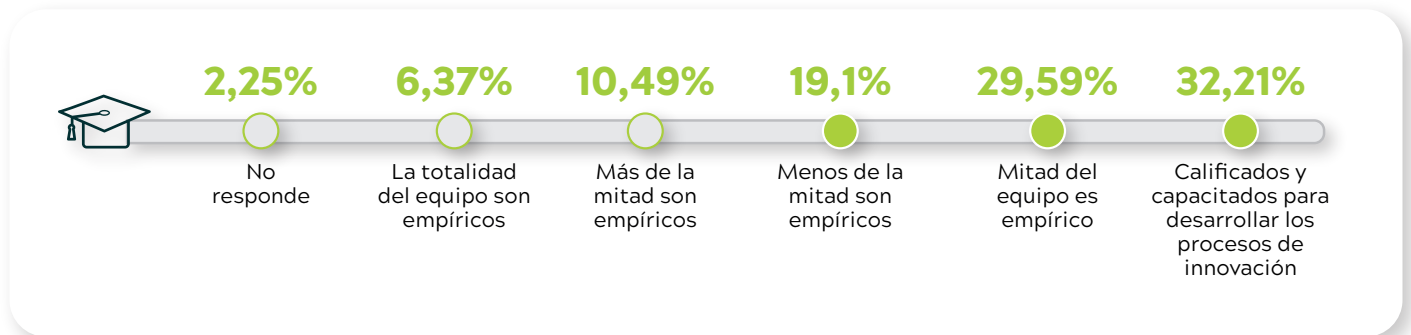 2,25%
6,37%
10,49%
19,1%
29,59%
32,21%
No
responde
La totalidad
del equipo son
empíricos
Más de la
mitad son
empíricos
Menos de la
mitad son
empíricos
Mitad del
equipo es
empírico
Calificados y
capacitados para
desarrollar los
procesos de
innovación